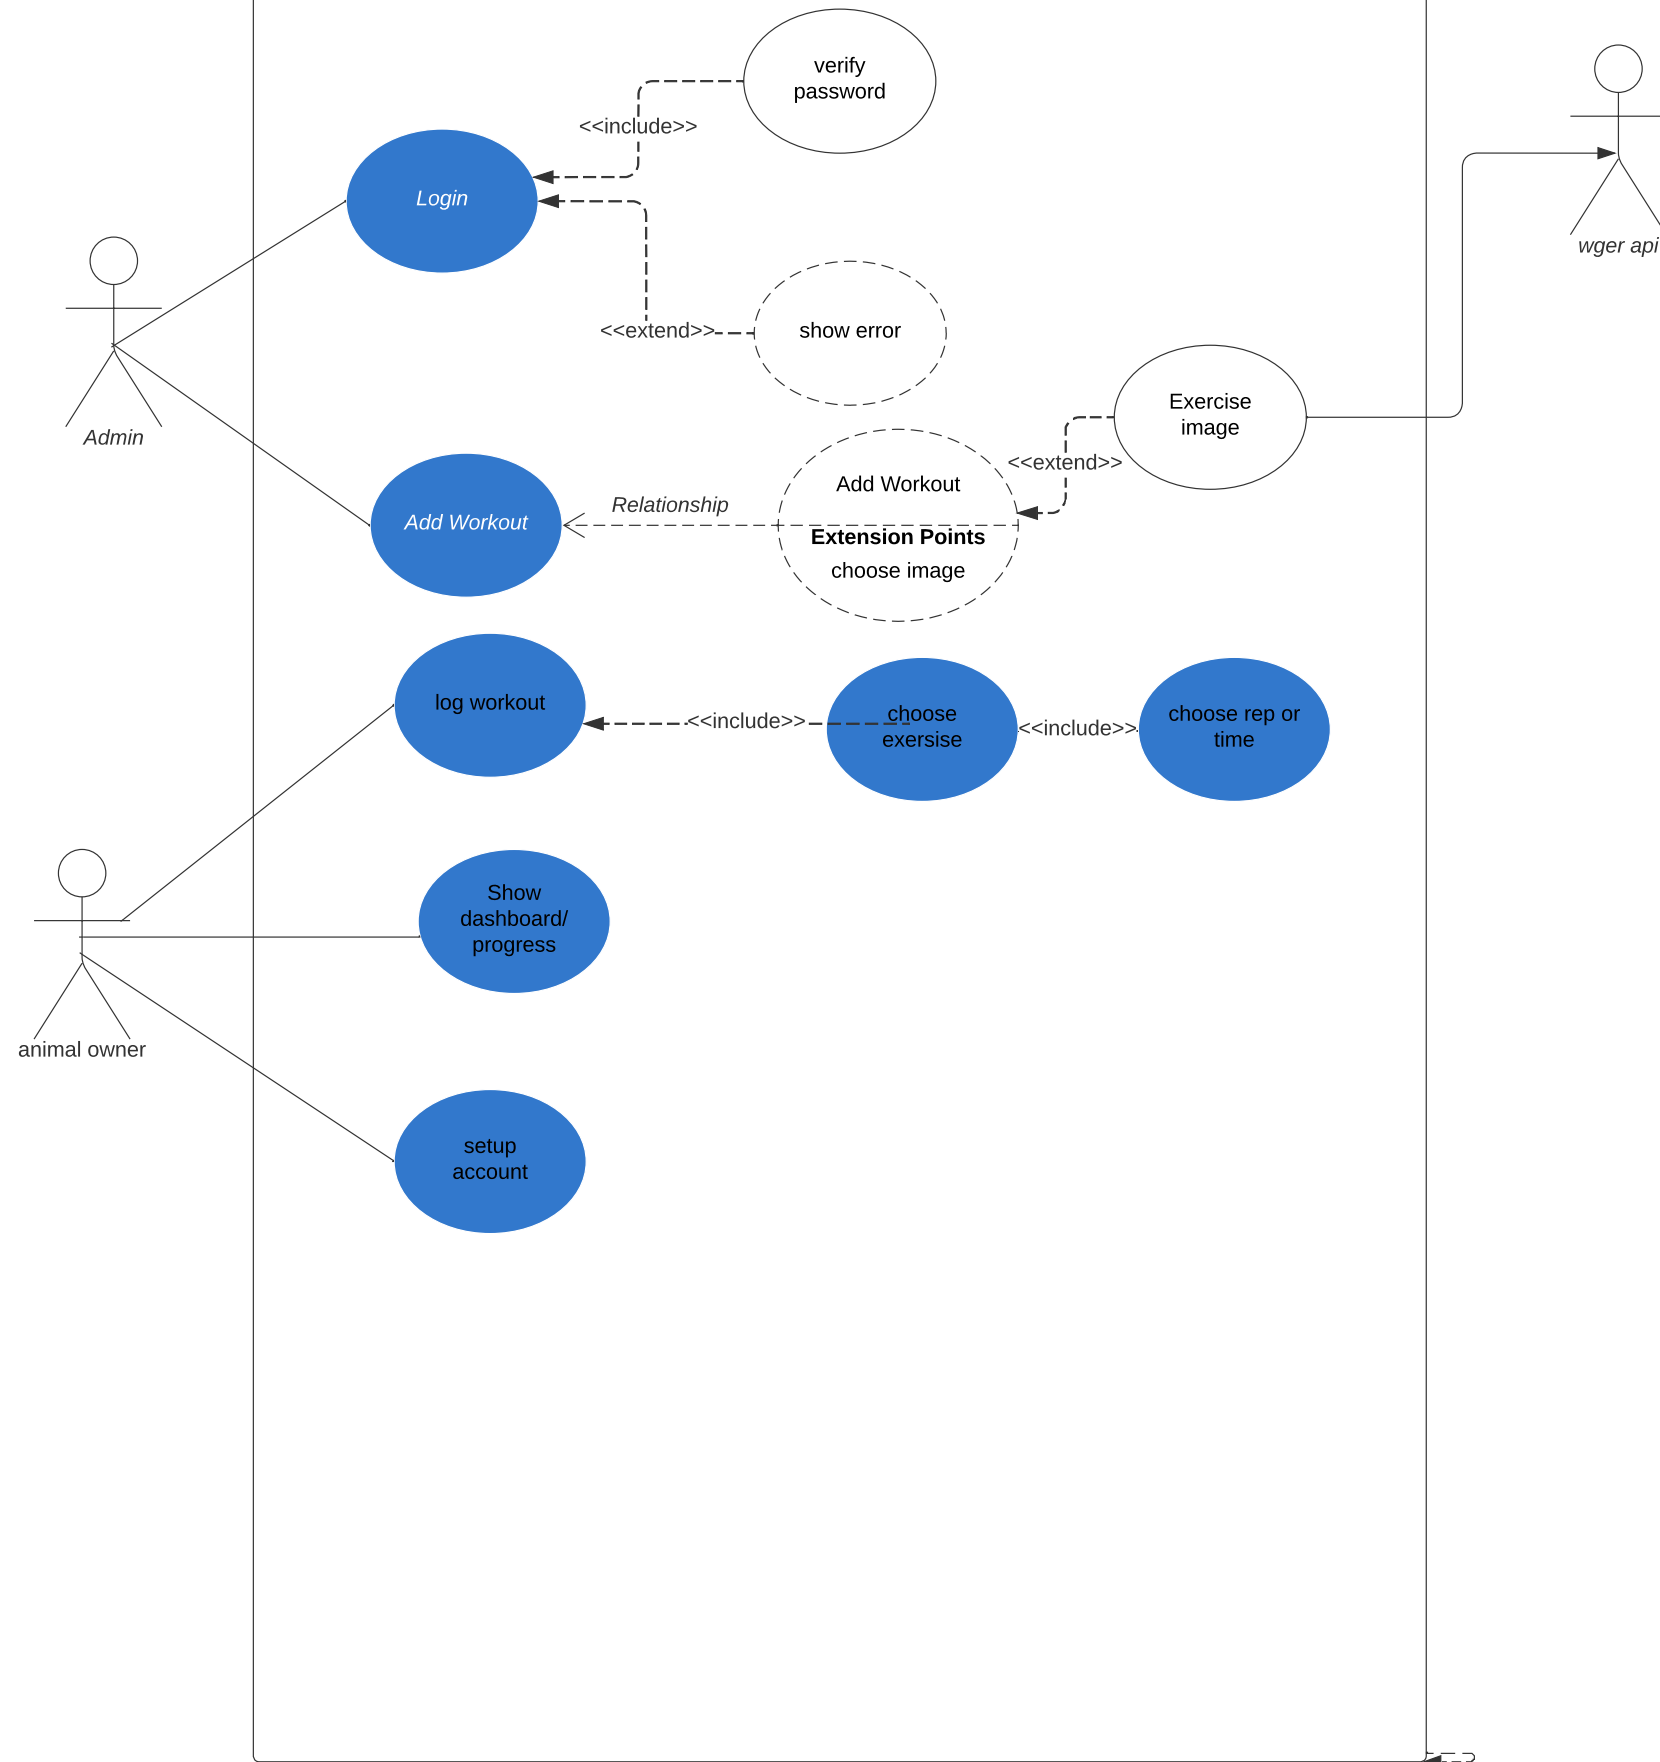 verify
password
<<include>>
Login
wger api
<<extend>>
show error
Admin
Exercise
image
<<extend>>
Add Workout
Relationship
Add Workout
Extension Points
choose image
log workout
<<include>>
choose
exersise
<<include>>
choose rep or
time
Show
dashboard/
progress
animal owner
setup
account